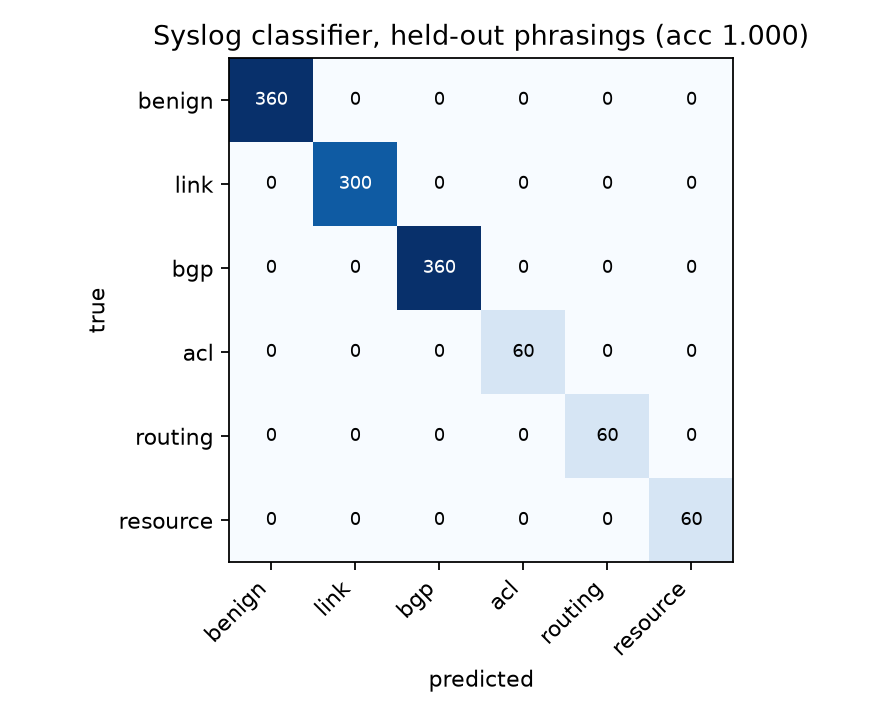 Syslog classifier, held-out phrasings (acc 1.000)
benign 360 0 0 0 0 0
link 0 300 0 0 0 0
bgp 0 0 360 0 0 0
acl 0 0 0 60 0 0
routing 0 0 0 0 60 0
resource 0 0 0 0 0 60
true
benign link bgp acl routing resource
predicted